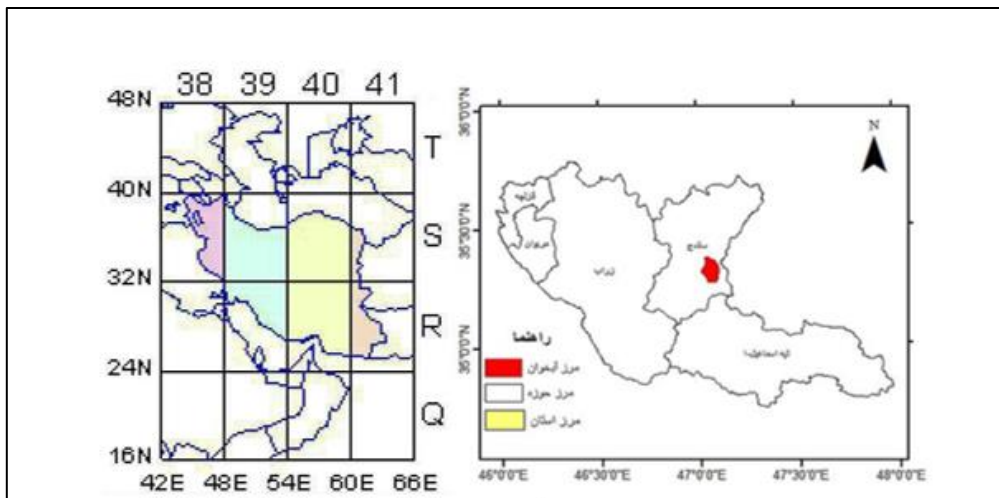 38 39 40 41
48N
40N
32N
24N
16N
T
S
R
Q
42E 48E 54E 60E 66E
N
36°0'0"N
35°30'0"N
35°0'0"N
مریوان
سنندج
زراب
راهنما
مرز آبخوان
مرز حوزه
مرز استان
46°0'0"E 46°30'0"E 47°0'0"E 47°30'0"E 48°0'0"E